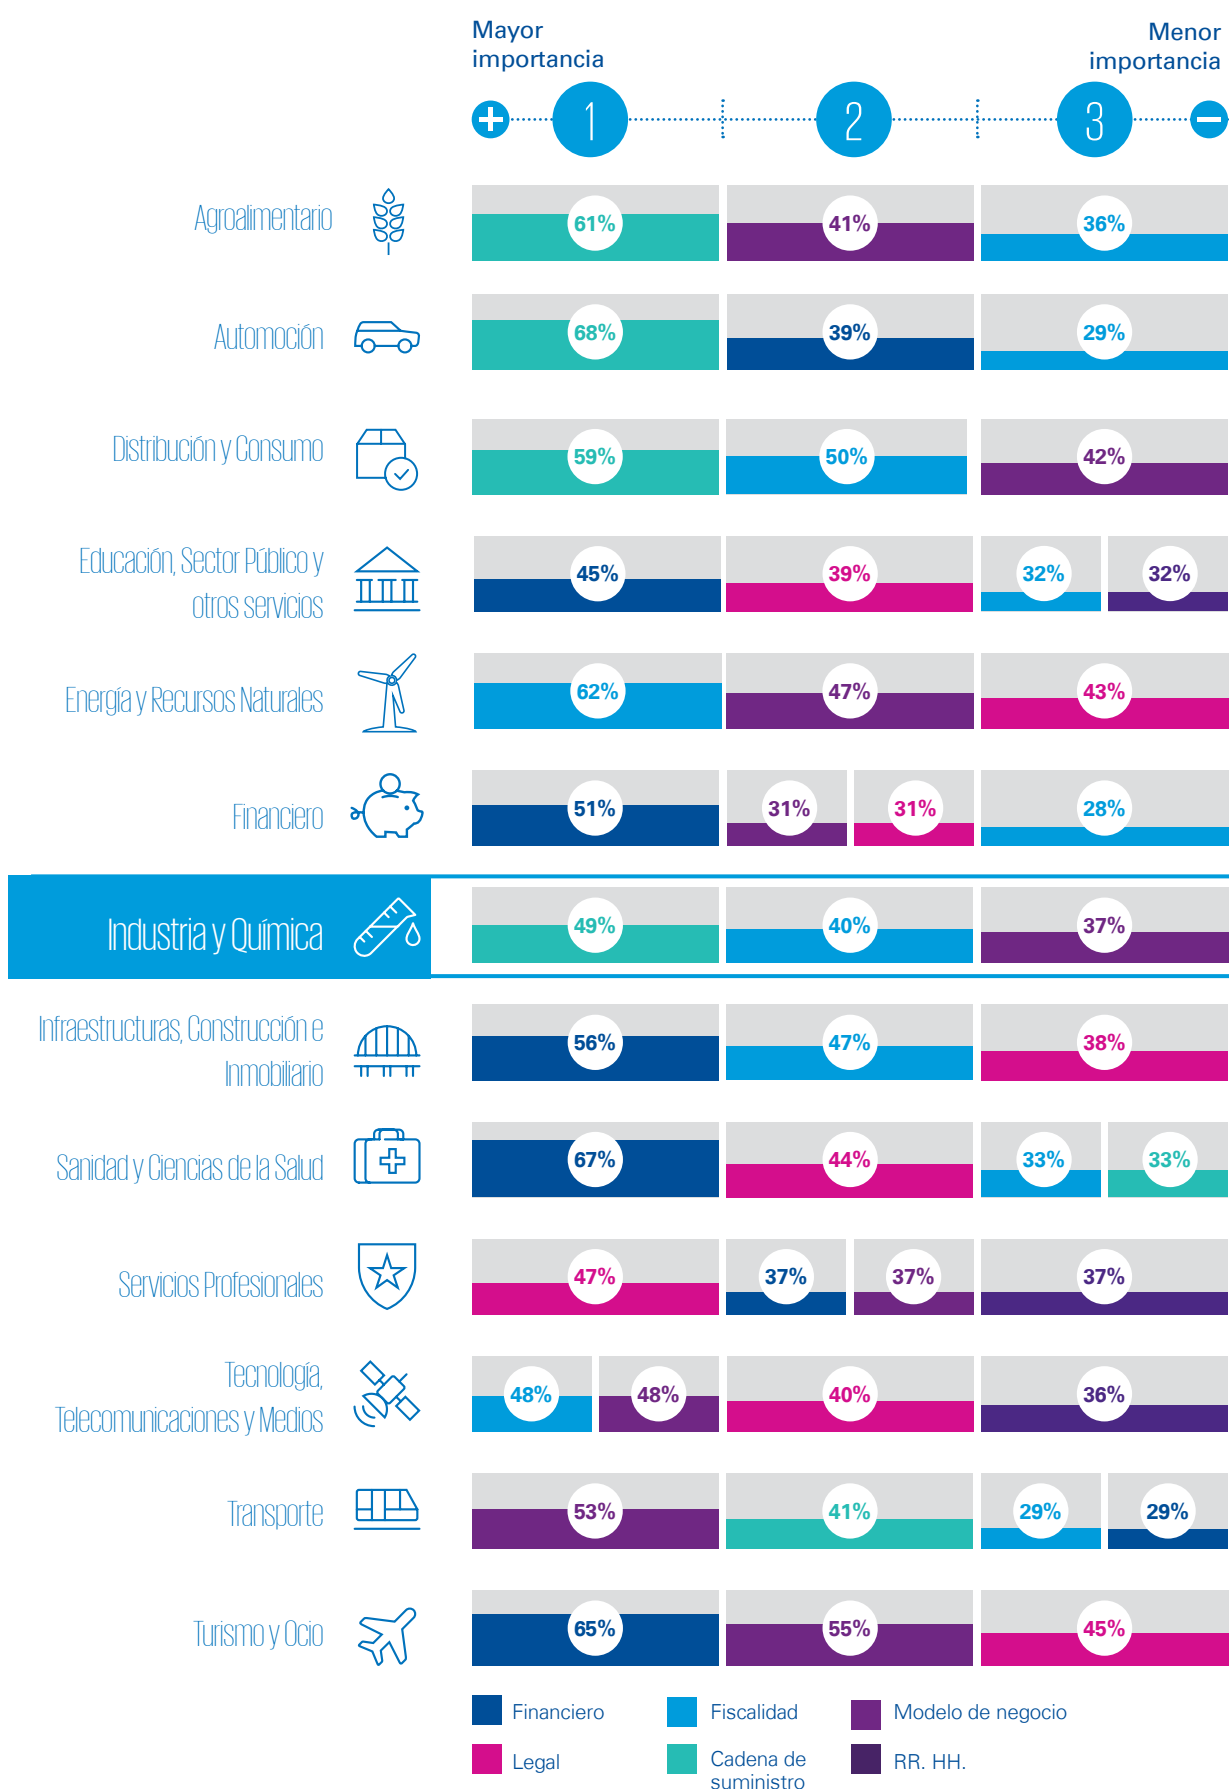 Mayor
importancia
Menor
importancia
1
2
3
Agroalimentario
61%
41%
36%
Automoción
68%
39%
29%
Distribución y Consumo
59%
50%
42%
Educación, Sector Público y
otros servicios
45%
39%
32%
32%
Energía y Recursos Naturales
62%
47%
43%
Financiero
51%
31%
31%
28%
Industria y Química
49%
40%
37%
Infraestructuras, Construcción e
Inmobiliario
56%
47%
38%
Sanidad y Ciencias de la Salud
67%
44%
33%
33%
Servicios Profesionales
47%
37%
37%
37%
Tecnología,
Telecomunicaciones y Medios
48%
48%
40%
36%
Transporte
53%
41%
29%
29%
Turismo y Ocio
65%
55%
45%
Financiero
Fiscalidad
Modelo de negocio
Legal
Cadena de
suministro
RR. HH.